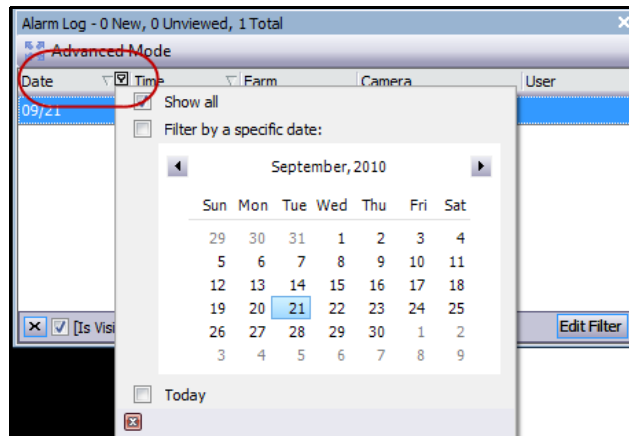 Alarm Log - 0 New, 0 Unviewed, 1 Total
Advanced Mode
Date Time Farm Camera User
09/21
Show all
Filter by a specific date:
September, 2010
Sun Mon Tue Wed Thu Fri Sat
29 30 31 1 2 3 4
5 6 7 8 9 10 11
12 13 14 15 16 17 18
19 20 21 22 23 24 25
26 27 28 29 30 1 2
3 4 5 6 7 8 9
[Is Visi Edit Filter
Today